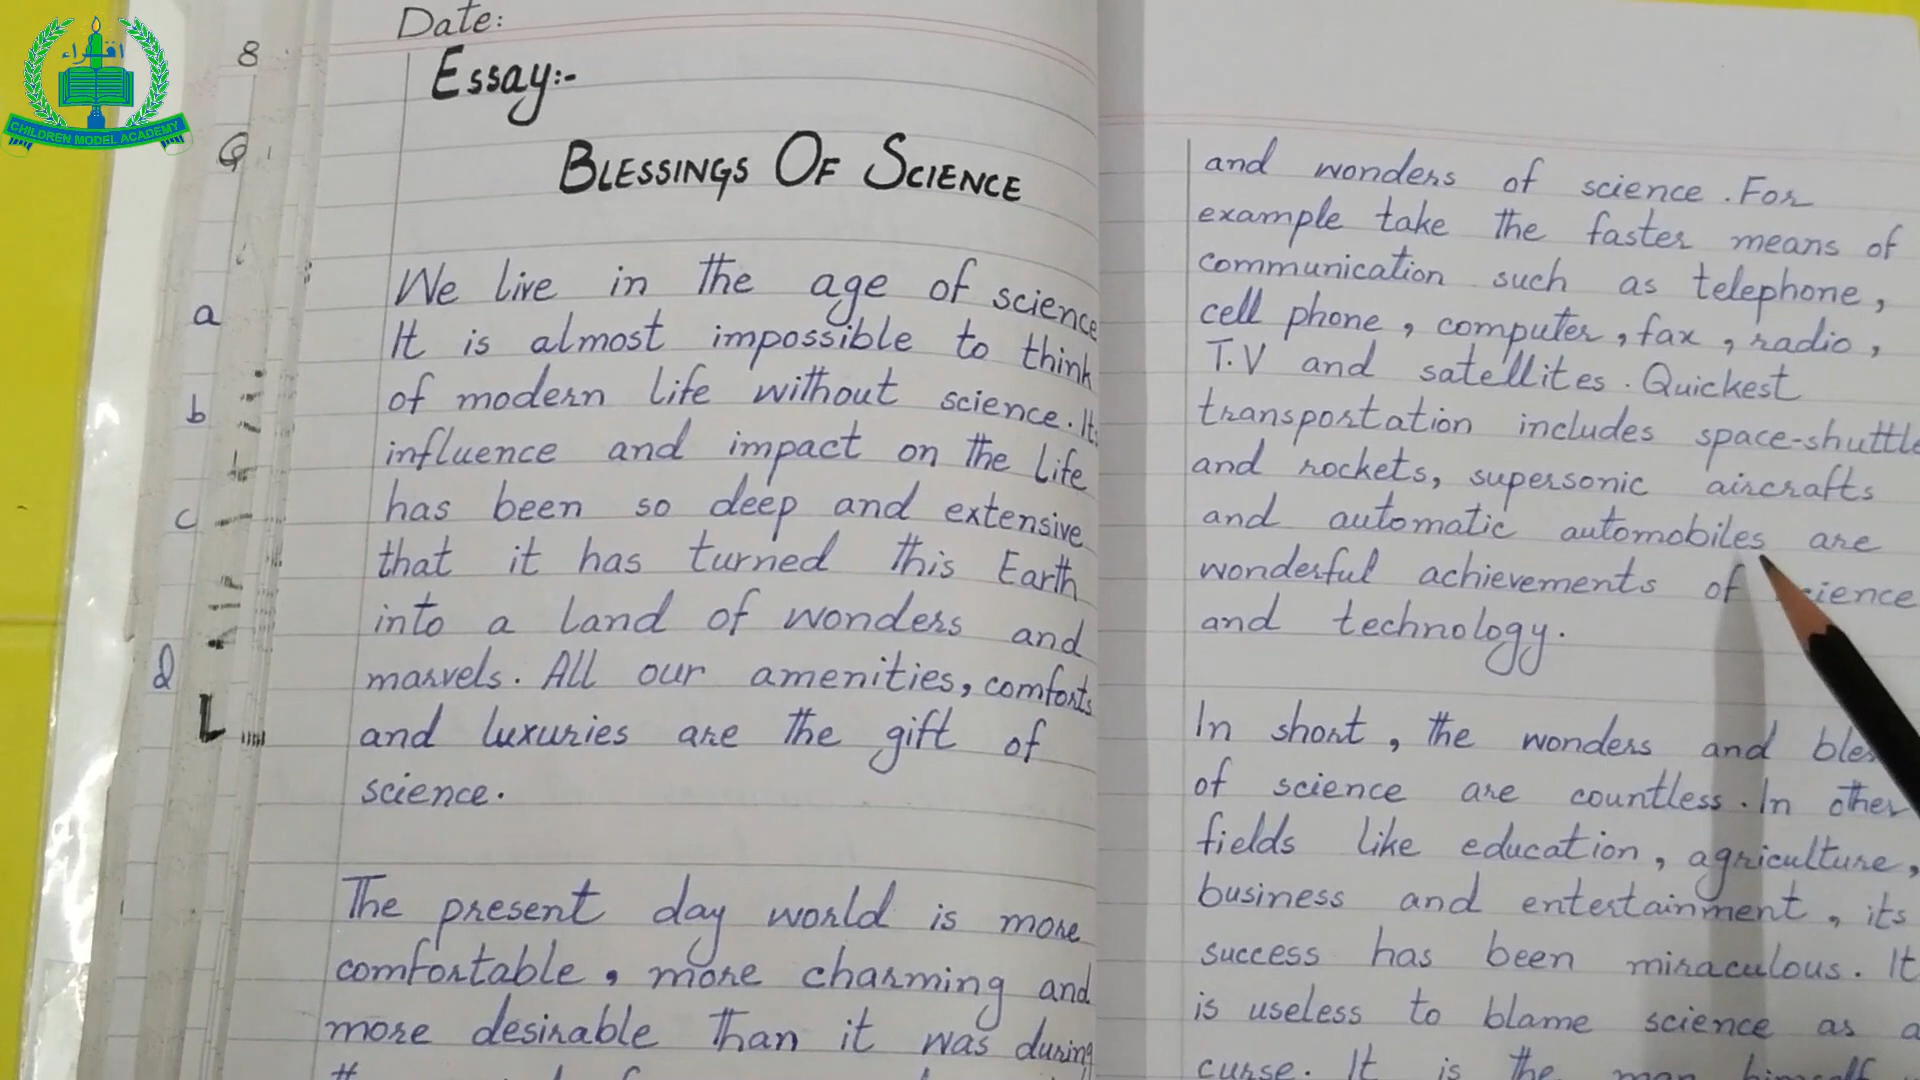 اقراء
CHILDREN MODEL ACADEMY
8
Q
a
b
c
d
Date:
Essay:-
BLESSINGS OF SCIENCE
We live in the age of science
It is almost impossible to think
of modern life without science. Its
influence and impact on the life
has been so deep and extensive
that it has turned this Earth
into a land of wonders and
marvels. All our amenities, comforts
and luxuries are the gift of
science.
The present day world is more
comfortable, more charming and
more desirable than it was during
and wonders of science. For
example take the faster means of
communication such as telephone,
cell phone, computer, fax, radio,
T.V and satellites. Quickest
transportation includes space-shuttle
and rockets, supersonic aircrafts
and automatic automobiles are
wonderful achievements of science
and technology.
In short, the wonders and
of science are countless. In other
fields like education, agriculture,
business and entertainment, its
success has been miraculous. It
is useless to blame science as a
curse. It is the man himself